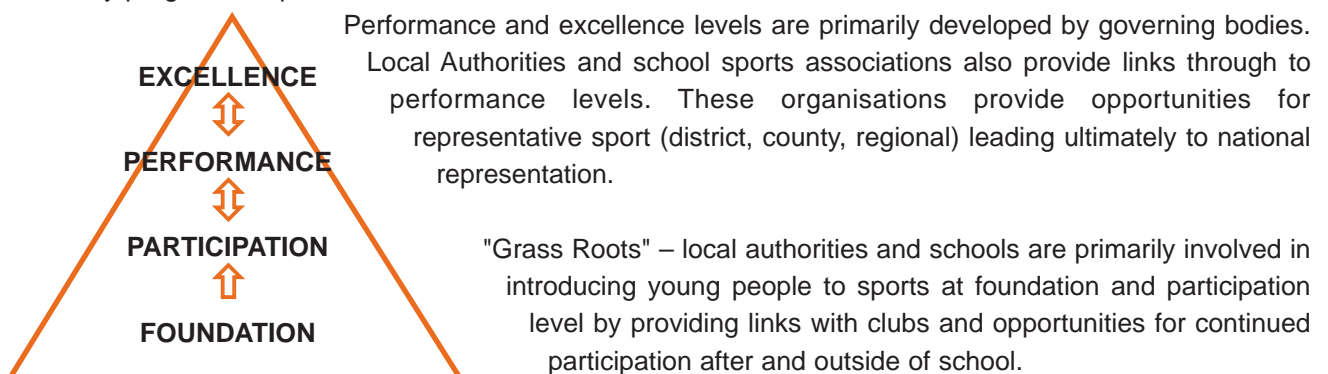 Performance and excellence levels are primarily developed by governing bodies.
Local Authorities and school sports associations also provide links through to
performance levels. These organisations provide opportunities for
representative sport (district, county, regional) leading ultimately to national
representation.
"Grass Roots" – local authorities and schools are primarily involved in
introducing young people to sports at foundation and participation
level by providing links with clubs and opportunities for continued
participation after and outside of school.
EXCELLENCE
PERFORMANCE
PARTICIPATION
FOUNDATION